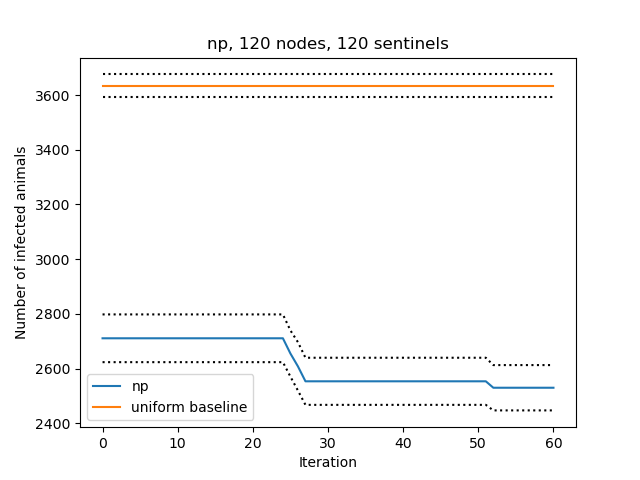 np, 120 nodes, 120 sentinels
Number of infected animals
3600
3400
3200
3000
2800
2600
2400
np
uniform baseline
0 10 20 30 40 50 60
Iteration